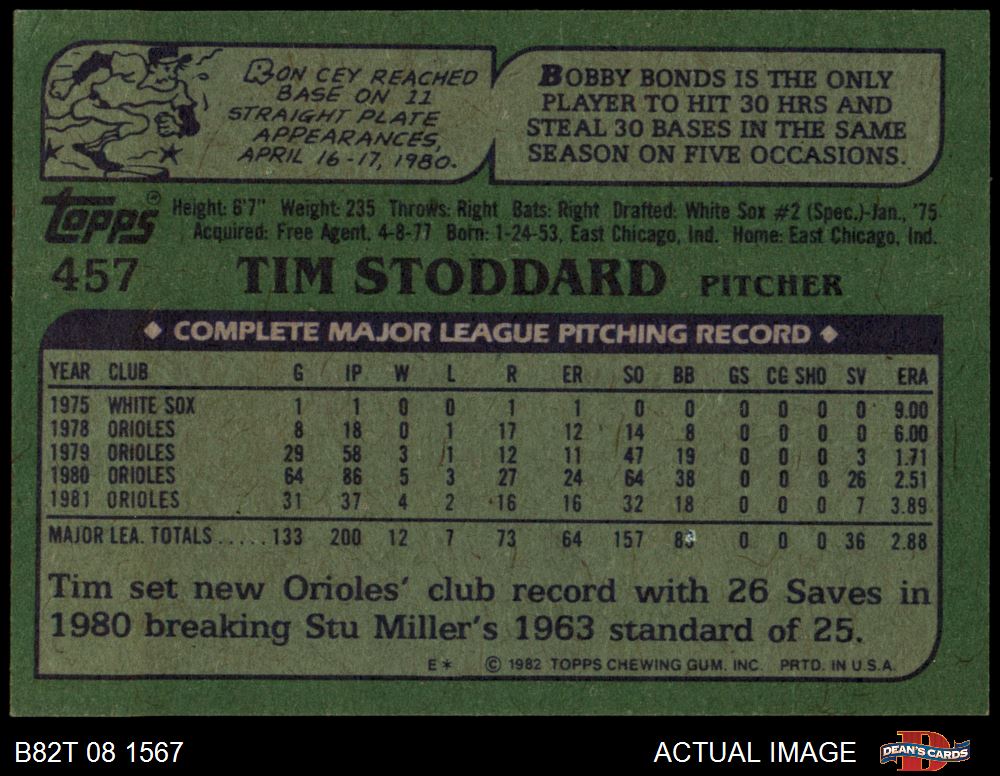 RON CEY REACHED
BASE ON 11
STRAIGHT PLATE
APPEARANCES,
APRIL 16-17, 1980.
BOBBY BONDS IS THE ONLY
PLAYER TO HIT 30 HRS AND
STEAL 30 BASES IN THE SAME
SEASON ON FIVE OCCASIONS.
Topps®
Height: 6'7" Weight: 235 Throws: Right Bats: Right Drafted: White Sox #2 (Spec.)-Jan., '75
Acquired: Free Agent, 4-8-77 Born: 1-24-53, East Chicago, Ind. Home: East Chicago, Ind.
457 TIM STODDARD PITCHER
◆ COMPLETE MAJOR LEAGUE PITCHING RECORD ◆
YEAR CLUB G IP W L R ER SO BB GS CG SHO SV ERA
1975 WHITE SOX 1 1 0 0 1 1 0 0 0 0 0 0 9.00
1978 ORIOLES 8 18 0 1 17 12 14 8 0 0 0 0 6.00
1979 ORIOLES 29 58 3 1 12 11 47 19 0 0 0 3 1.71
1980 ORIOLES 64 86 5 3 27 24 64 38 0 0 0 26 2.51
1981 ORIOLES 31 37 4 2 16 16 32 18 0 0 0 7 3.89
MAJOR LEA. TOTALS.....133 200 12 7 73 64 157 83 0 0 0 36 2.88
Tim set new Orioles' club record with 26 Saves in
1980 breaking Stu Miller's 1963 standard of 25.
E* © 1982 TOPPS CHEWING GUM, INC. PRTD. IN U.S.A.
B82T 08 1567 ACTUAL IMAGE DEAN'S CARDS